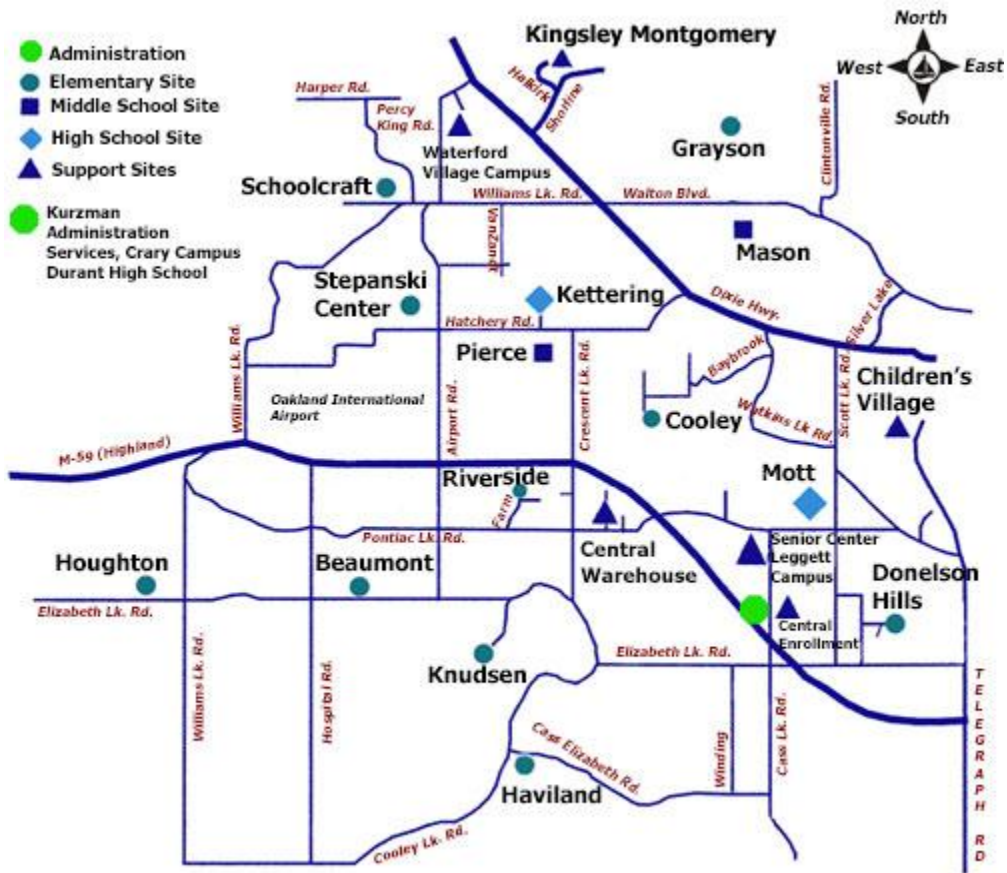 North
West
East
South
Administration
Elementary Site
Middle School Site
High School Site
Support Sites
Kurzman
Administration
Services, Crary Campus
Durant High School
Kingsley Montgomery
Halkirk
Shorline
Harper Rd.
Percy
King Rd.
Waterford
Village Campus
Grayson
Clintonville Rd.
Schoolcraft
Williams Lk. Rd.
Walton Blvd.
VanZandt
Mason
Stepanski
Center
Kettering
Hatchery Rd.
Dixie Hwy.
Silver Lake
Pierce
Williams Lk. Rd.
Oakland International
Airport
Airport Rd.
Crescent Lk. Rd.
Baybrook
Cooley
Watkins Lk Rd.
Scott Lk. Rd.
Children's
Village
M-59 (Highland)
Riverside
Farm
Mott
Pontiac Lk. Rd.
Central
Warehouse
Senior Center
Leggett
Campus
Houghton
Beaumont
Donelson
Hills
Elizabeth Lk. Rd.
Central
Enrollment
Knudsen
Elizabeth Lk. Rd.
Williams Lk. Rd.
Hospital Rd.
Cass Elizabeth Rd.
Winding
Cass Lk. Rd.
TELEGRAPH RD
Haviland
Cooley Lk. Rd.